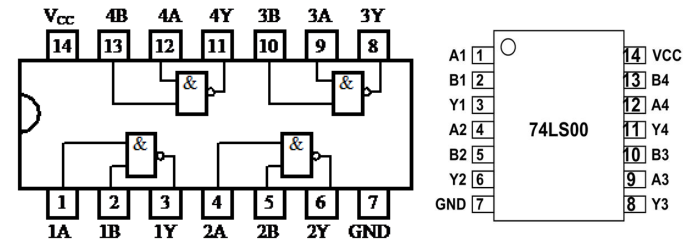 VCC 4B 4A 4Y 3B 3A 3Y
14 13 12 11 10 9 8
& &
& &
1 2 3 4 5 6 7
1A 1B 1Y 2A 2B 2Y GND
A1 1 14 VCC
B1 2 13 B4
Y1 3 12 A4
A2 4 74LS00 11 Y4
B2 5 10 B3
Y2 6 9 A3
GND 7 8 Y3